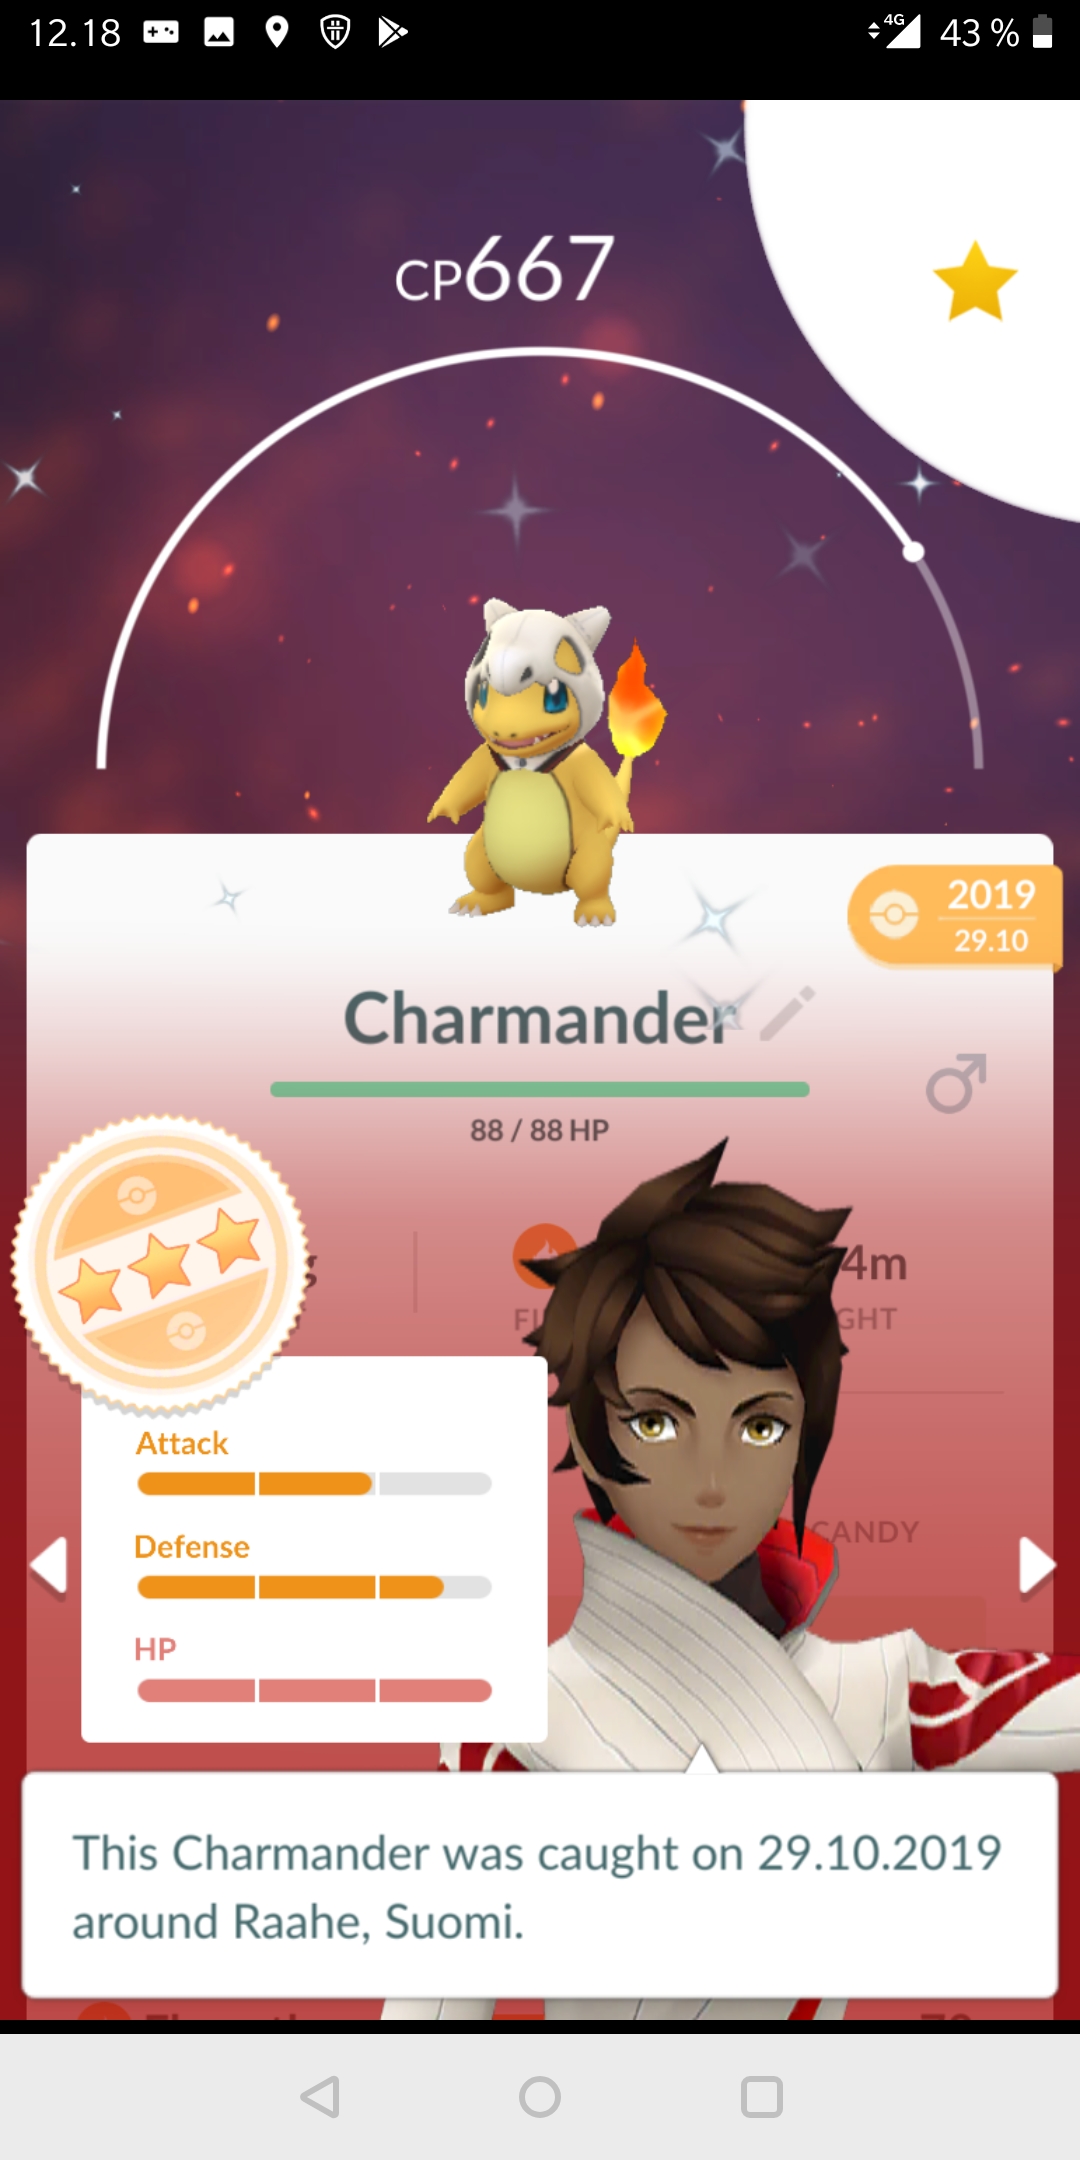 12.18
4G
43 %
CP667
2019
29.10
Charmander
88 / 88 HP
4m
GHT
Attack
CANDY
Defense
HP
This Charmander was caught on 29.10.2019
around Raahe, Suomi.